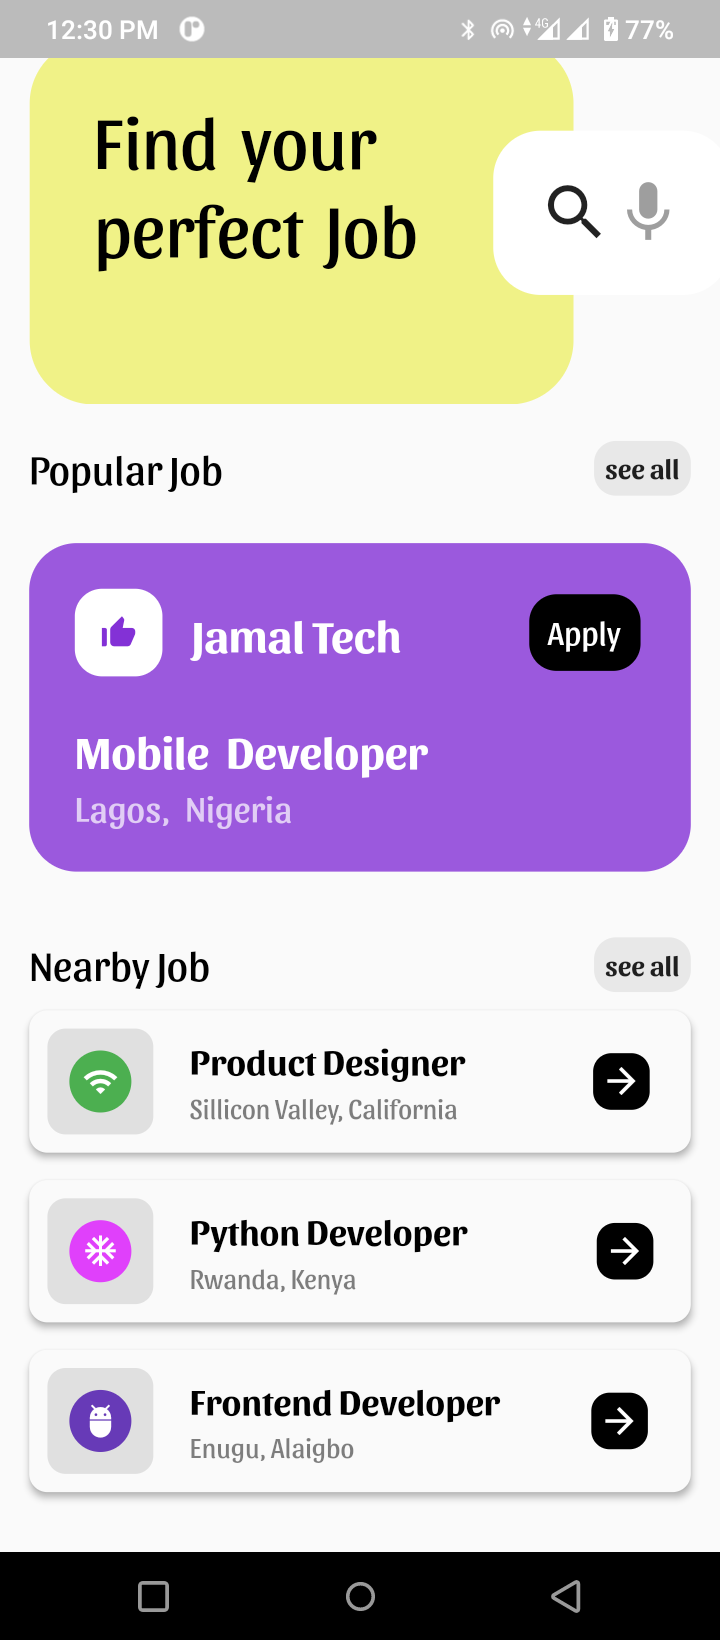 12:30 PM
4G
77%
Find your
perfect Job
Popular Job
see all
Jamal Tech
Apply
Mobile Developer
Lagos, Nigeria
Nearby Job
see all
Product Designer
Sillicon Valley, California
Python Developer
Rwanda, Kenya
Frontend Developer
Enugu, Alaigbo